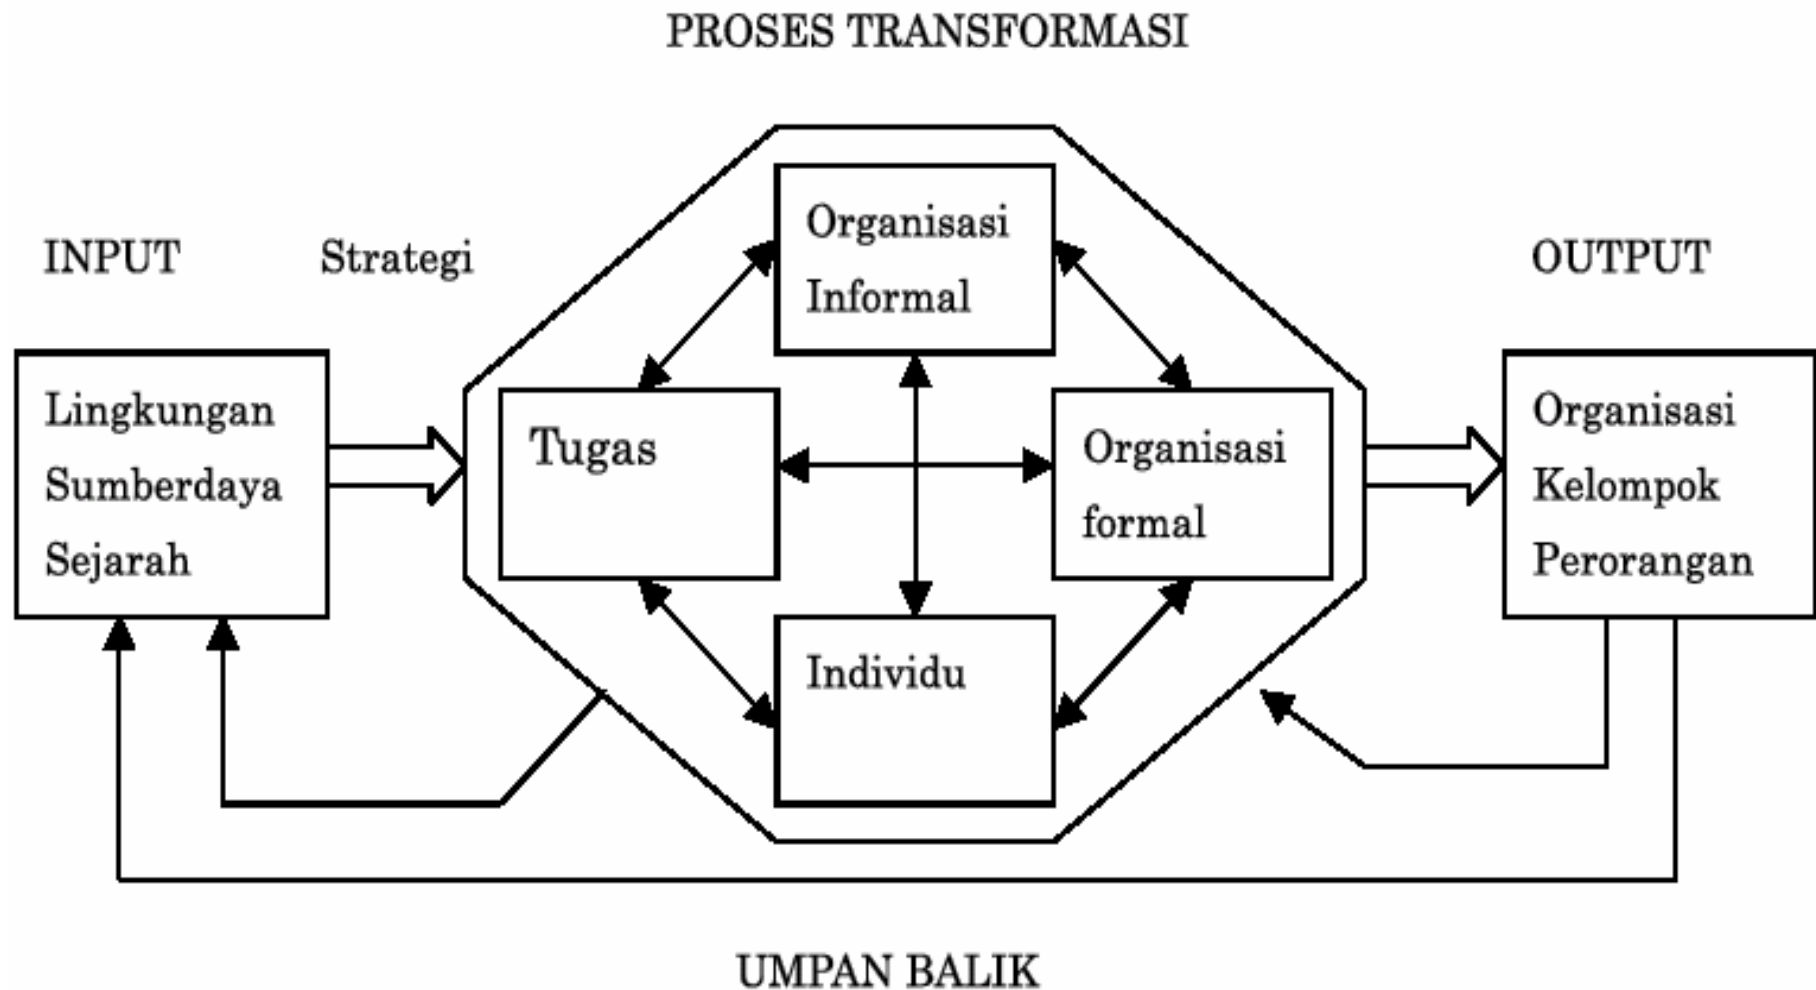 PROSES TRANSFORMASI
INPUT
Strategi
OUTPUT
Lingkungan
Sumberdaya
Sejarah
Organisasi
Informal
Tugas
Organisasi
formal
Individu
Organisasi
Kelompok
Perorangan
UMPAN BALIK